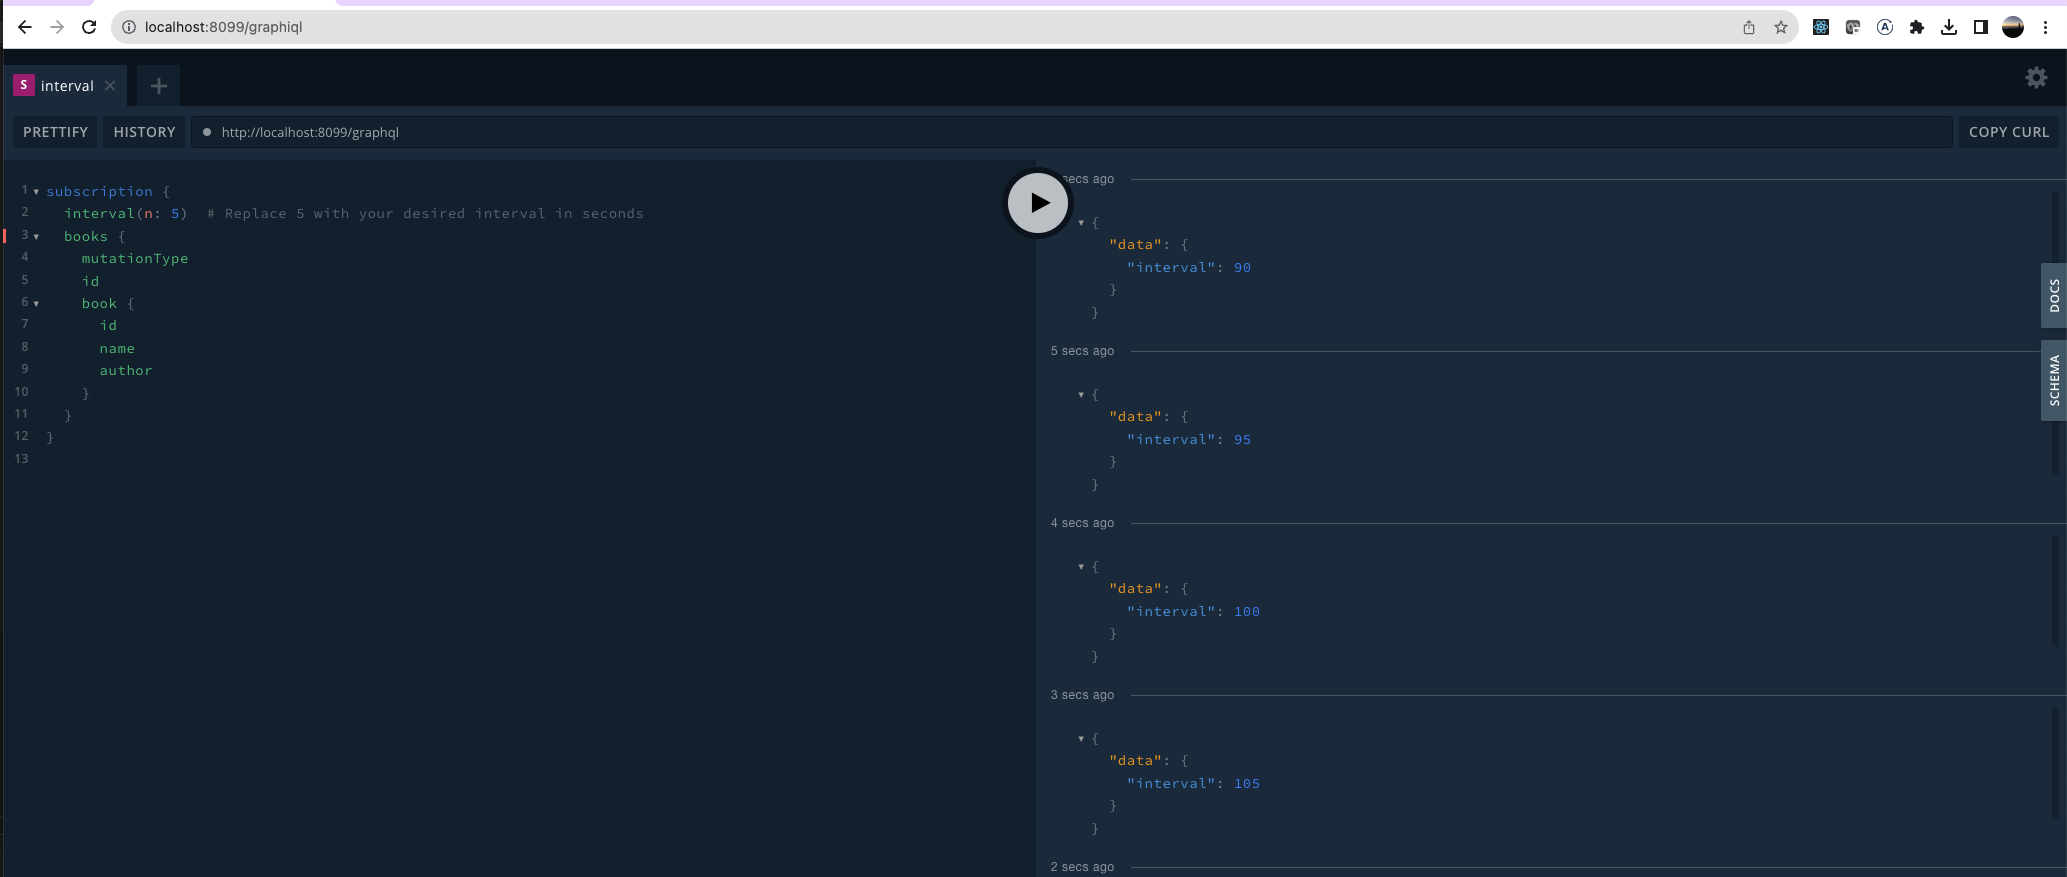 localhost:8099/graphiql
S interval
PRETTIFY HISTORY http://localhost:8099/graphql COPY CURL
1 subscription {
2 interval(n: 5) # Replace 5 with your desired interval in seconds
3 books {
4 mutationType
5 id
6 book {
7 id
8 name
9 author
10 }
11 }
12 }
13
secs ago
{
"data": {
"interval": 90
}
}
5 secs ago
{
"data": {
"interval": 95
}
}
4 secs ago
{
"data": {
"interval": 100
}
}
3 secs ago
{
"data": {
"interval": 105
}
}
2 secs ago
DOCS
SCHEMA